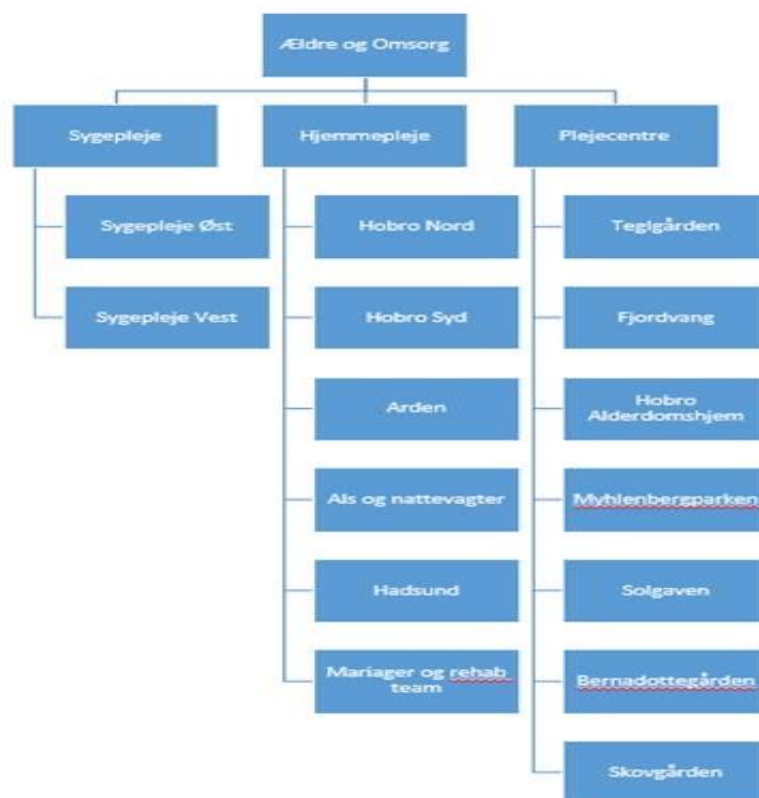 Ældre og Omsorg
Sygepleje
Hjemmepleje
Plejecentre
Sygepleje Øst
Sygepleje Vest
Hobro Nord
Hobro Syd
Arden
Als og nattevagter
Hadsund
Mariager og rehab
team
Teglgården
Fjordvang
Hobro
Alderdomshjem
Myhlenbergparken
Solgaven
Bernadottegården
Skovgården